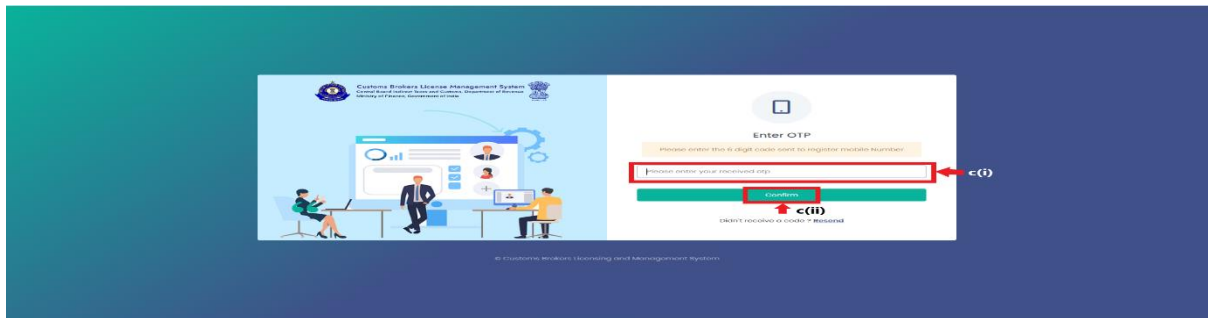 Customs Brokers License Management System
Central Board Indirect Taxes and Customs, Department of Revenue
Ministry of Finance, Government of India
Enter OTP
Please enter the 6 digit code sent to register mobile Number.
Please enter your received otp
c(i)
Confirm
c(ii)
Didn't receive a code ? Resend
© Customs Brokers Licensing and Management System